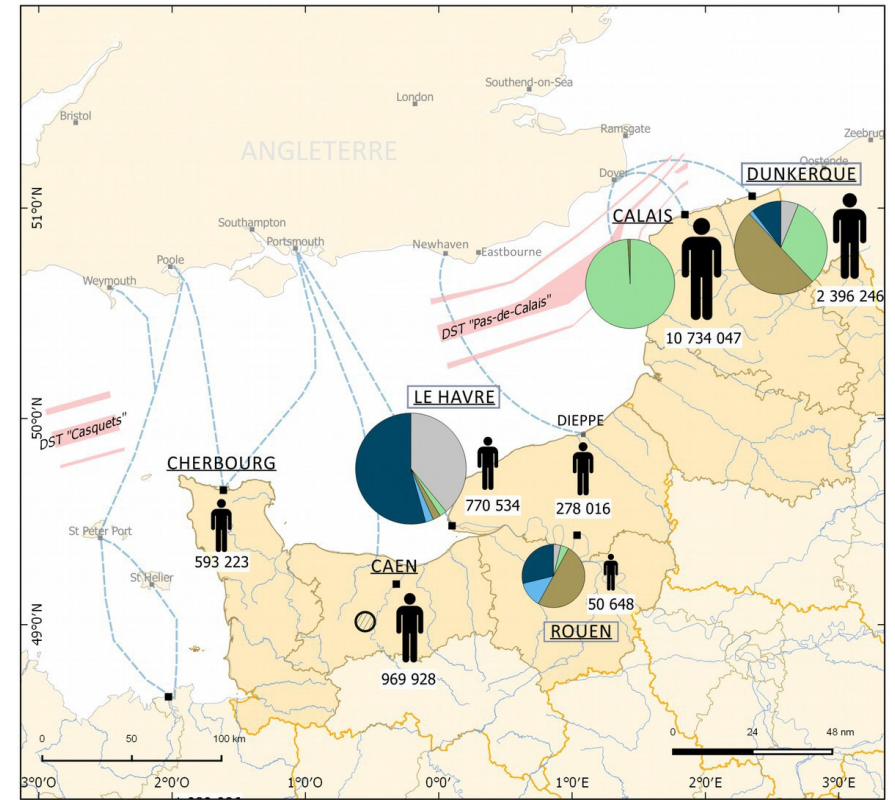 London
Southend-on-Sea
Bristol
Ramsgate
Zeebrug
ANGLETERRE
Oostende
Dover
DUNKERQUE
51°0'N
CALAIS
Southampton
Portsmouth
Newhaven
Eastbourne
Poole
Weymouth
2 396 246
DST "Pas-de-Calais"
10 734 047
LE HAVRE
50°0'N
DIEPPE
DST "Casquets"
CHERBOURG
770 534
278 016
St Peter Port
593 223
CAEN
St Helier
50 648
49°0'N
ROUEN
969 928
0 50 100 km
0 24 48 nm
3°0'O 2°0'O 1°0'O 0°0'O 1°0'E 2°0'E 3°0'E